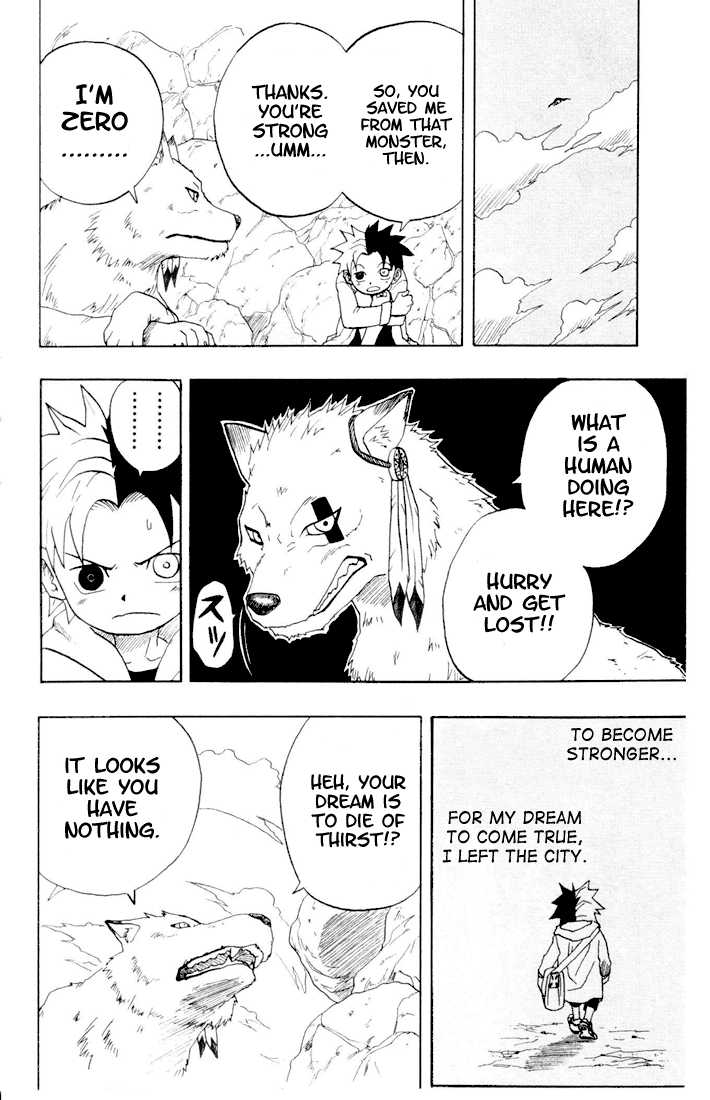 SO, YOU
SAVED ME
FROM THAT
MONSTER,
THEN.
THANKS.
YOU'RE
STRONG
...UMM...
I'M
ZERO
.........
WHAT
IS A
HUMAN
DOING
HERE!?
HURRY
AND GET
LOST!!
スッ
........
TO BECOME
STRONGER...
FOR MY DREAM
TO COME TRUE,
I LEFT THE CITY.
HEH, YOUR
DREAM IS
TO DIE OF
THIRST!?
IT LOOKS
LIKE YOU
HAVE
NOTHING.